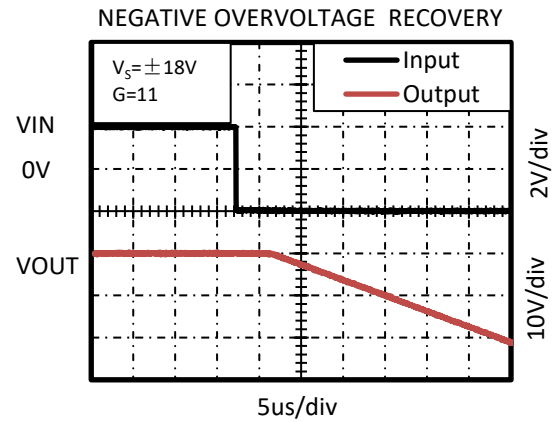 NEGATIVE OVERVOLTAGE RECOVERY
Vs=±18V
G=11
Input
Output
VIN
0V
VOUT
2V/div
10V/div
5us/div